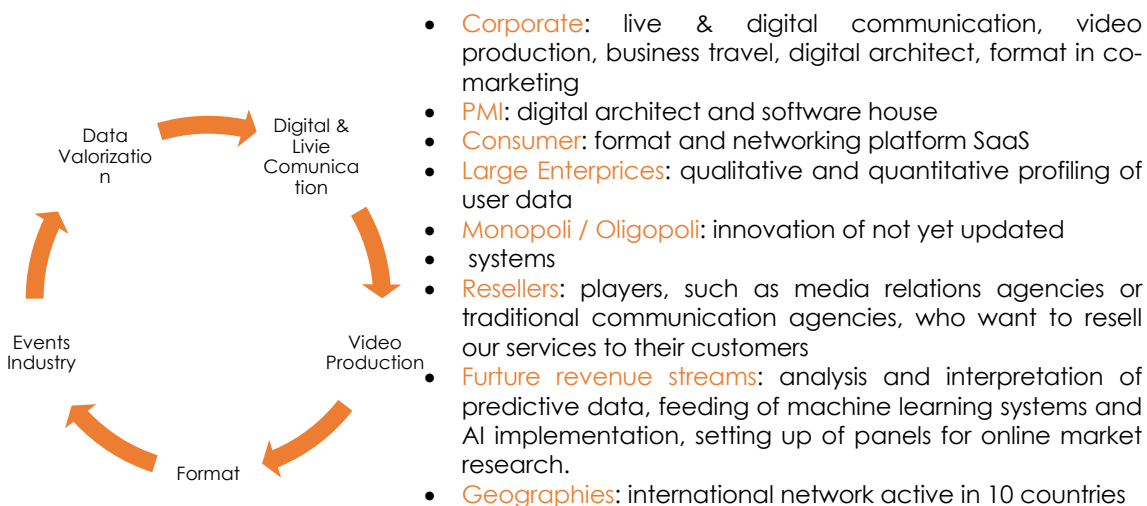 Data
Valorizatio
n
Digital &
Livie
Comunica
tion
Video
Production
Format
Events
Industry
• Corporate: live & digital communication, video
production, business travel, digital architect, format in co-
marketing
• PMI: digital architect and software house
• Consumer: format and networking platform SaaS
• Large Enterprices: qualitative and quantitative profiling of
user data
• Monopoli / Oligopoli: innovation of not yet updated
• systems
• Resellers: players, such as media relations agencies or
traditional communication agencies, who want to resell
our services to their customers
• Furture revenue streams: analysis and interpretation of
predictive data, feeding of machine learning systems and
AI implementation, setting up of panels for online market
research.
• Geographies: international network active in 10 countries